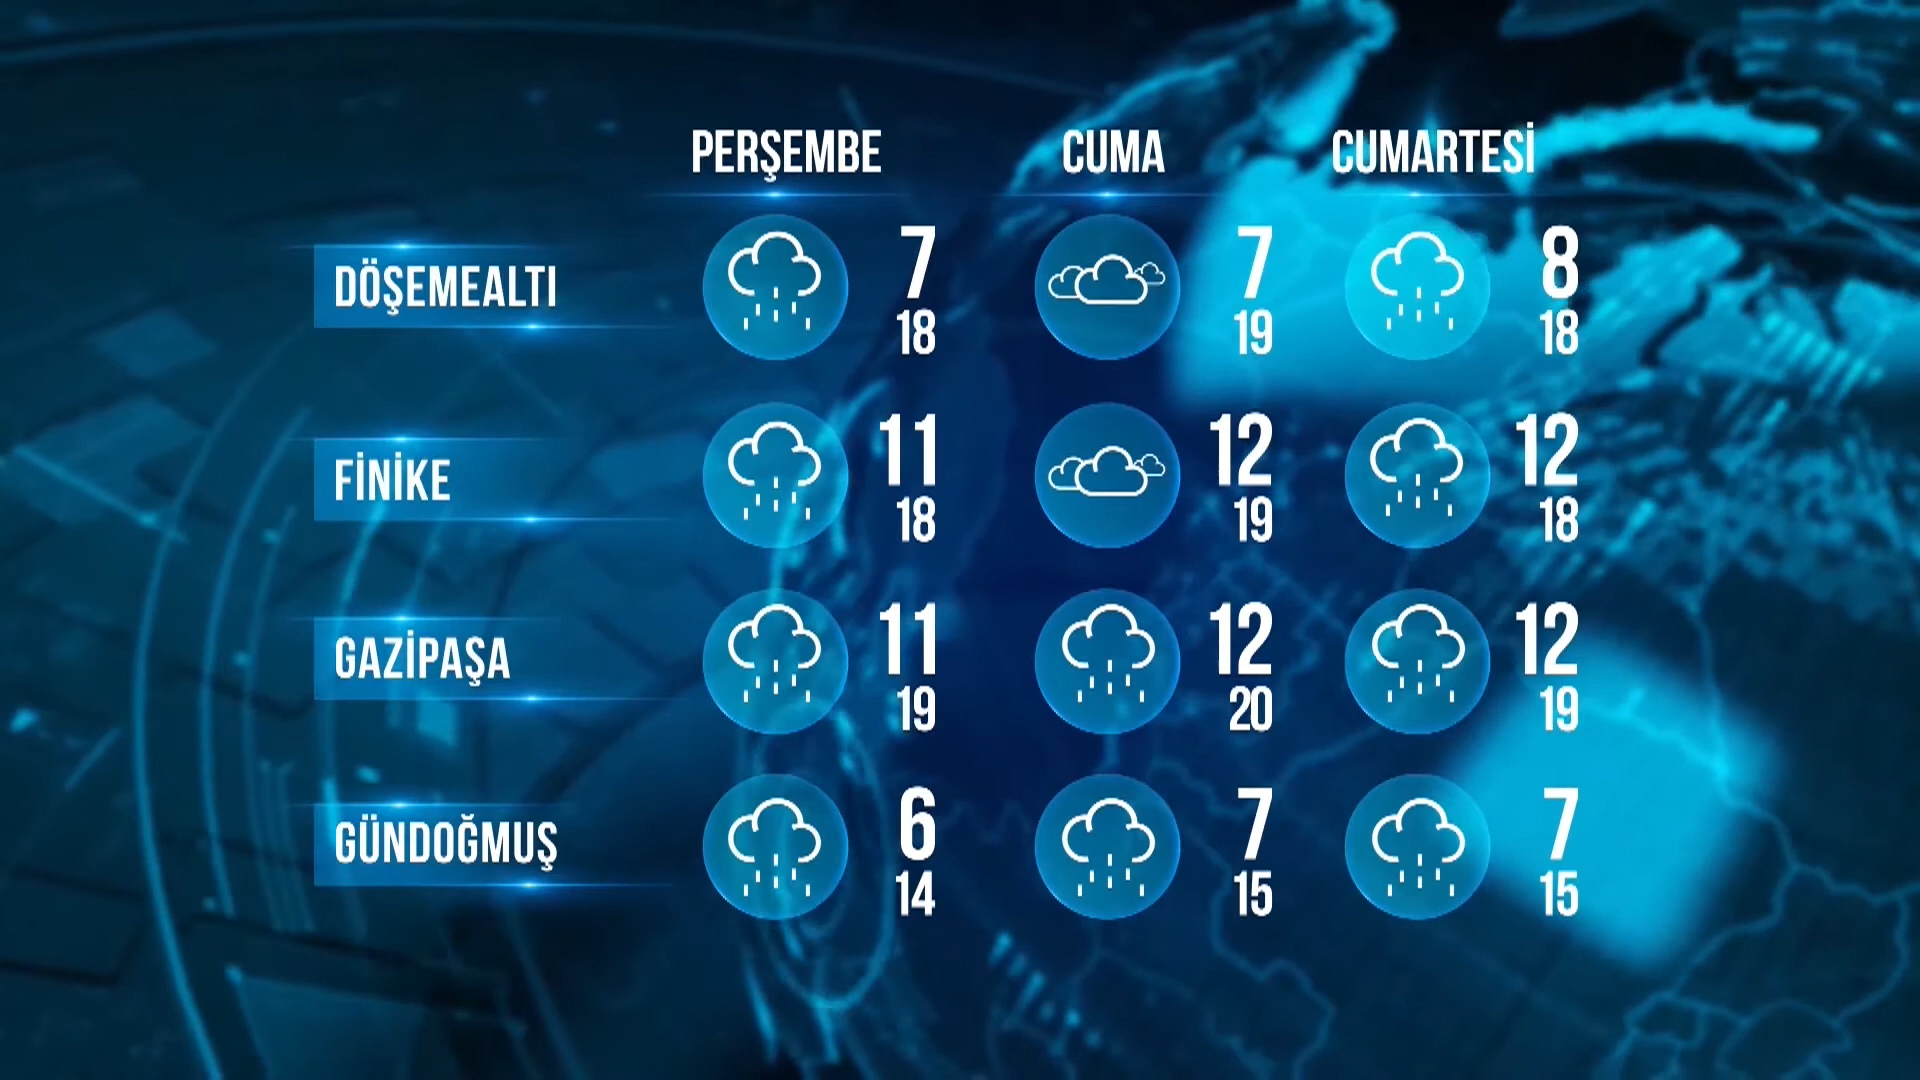 PERŞEMBE CUMA CUMARTESİ
DÖŞEMEALTI 7 7 8
18 19 18
FİNİKE 11 12 12
18 19 18
GAZİPAŞA 11 12 12
19 20 19
GÜNDOĞMUŞ 6 7 7
14 15 15